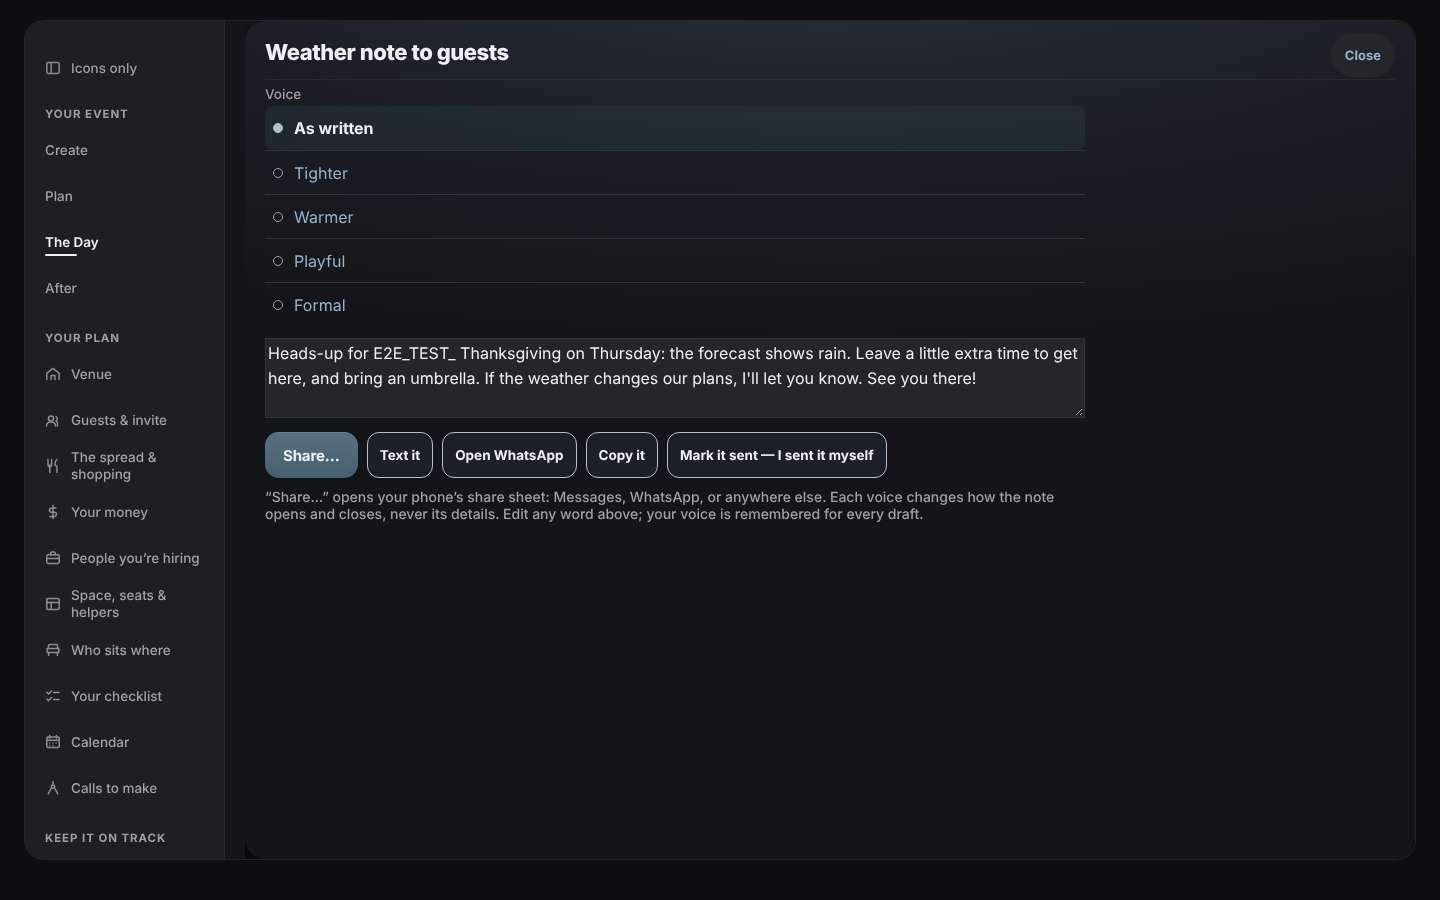 Icons only
YOUR EVENT
Create
Plan
The Day
After
YOUR PLAN
Venue
Guests & invite
The spread &
shopping
Your money
People you’re hiring
Space, seats &
helpers
Who sits where
Your checklist
Calendar
Calls to make
KEEP IT ON TRACK
Weather note to guests
Close
Voice
As written
Tighter
Warmer
Playful
Formal
Heads-up for E2E_TEST_ Thanksgiving on Thursday: the forecast shows rain. Leave a little extra time to get
here, and bring an umbrella. If the weather changes our plans, I'll let you know. See you there!
Share…
Text it
Open WhatsApp
Copy it
Mark it sent — I sent it myself
“Share…” opens your phone’s share sheet: Messages, WhatsApp, or anywhere else. Each voice changes how the note
opens and closes, never its details. Edit any word above; your voice is remembered for every draft.